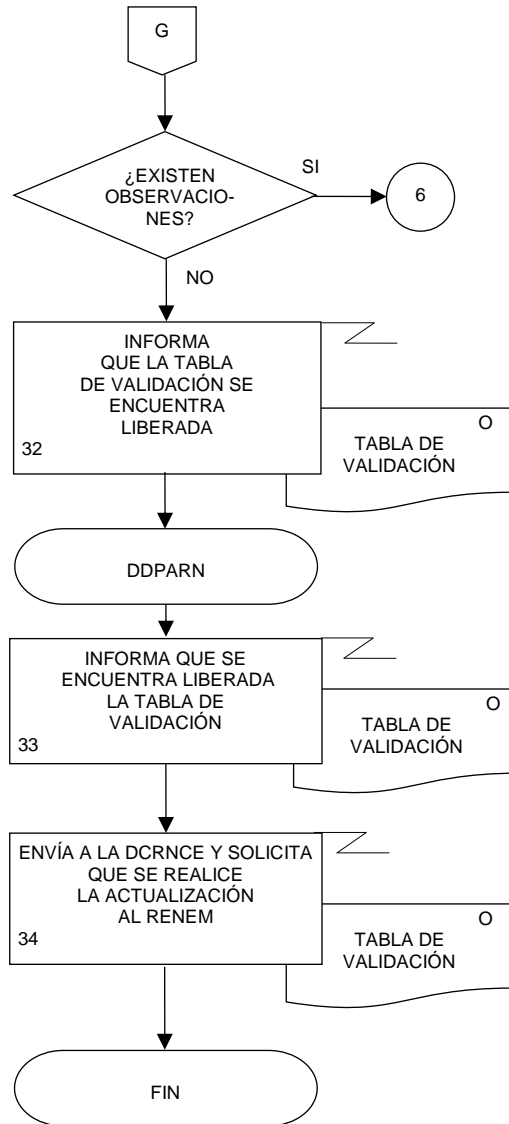 G
¿EXISTEN
OBSERVACIO-
NES?
SI
6
NO
INFORMA
QUE LA TABLA
DE VALIDACIÓN SE
ENCUENTRA
LIBERADA
32
O
TABLA DE
VALIDACIÓN
DDPARN
INFORMA QUE SE
ENCUENTRA LIBERADA
LA TABLA DE
VALIDACIÓN
33
O
TABLA DE
VALIDACIÓN
ENVÍA A LA DCRNCE Y SOLICITA
QUE SE REALICE
LA ACTUALIZACIÓN
AL RENEM
34
O
TABLA DE
VALIDACIÓN
FIN